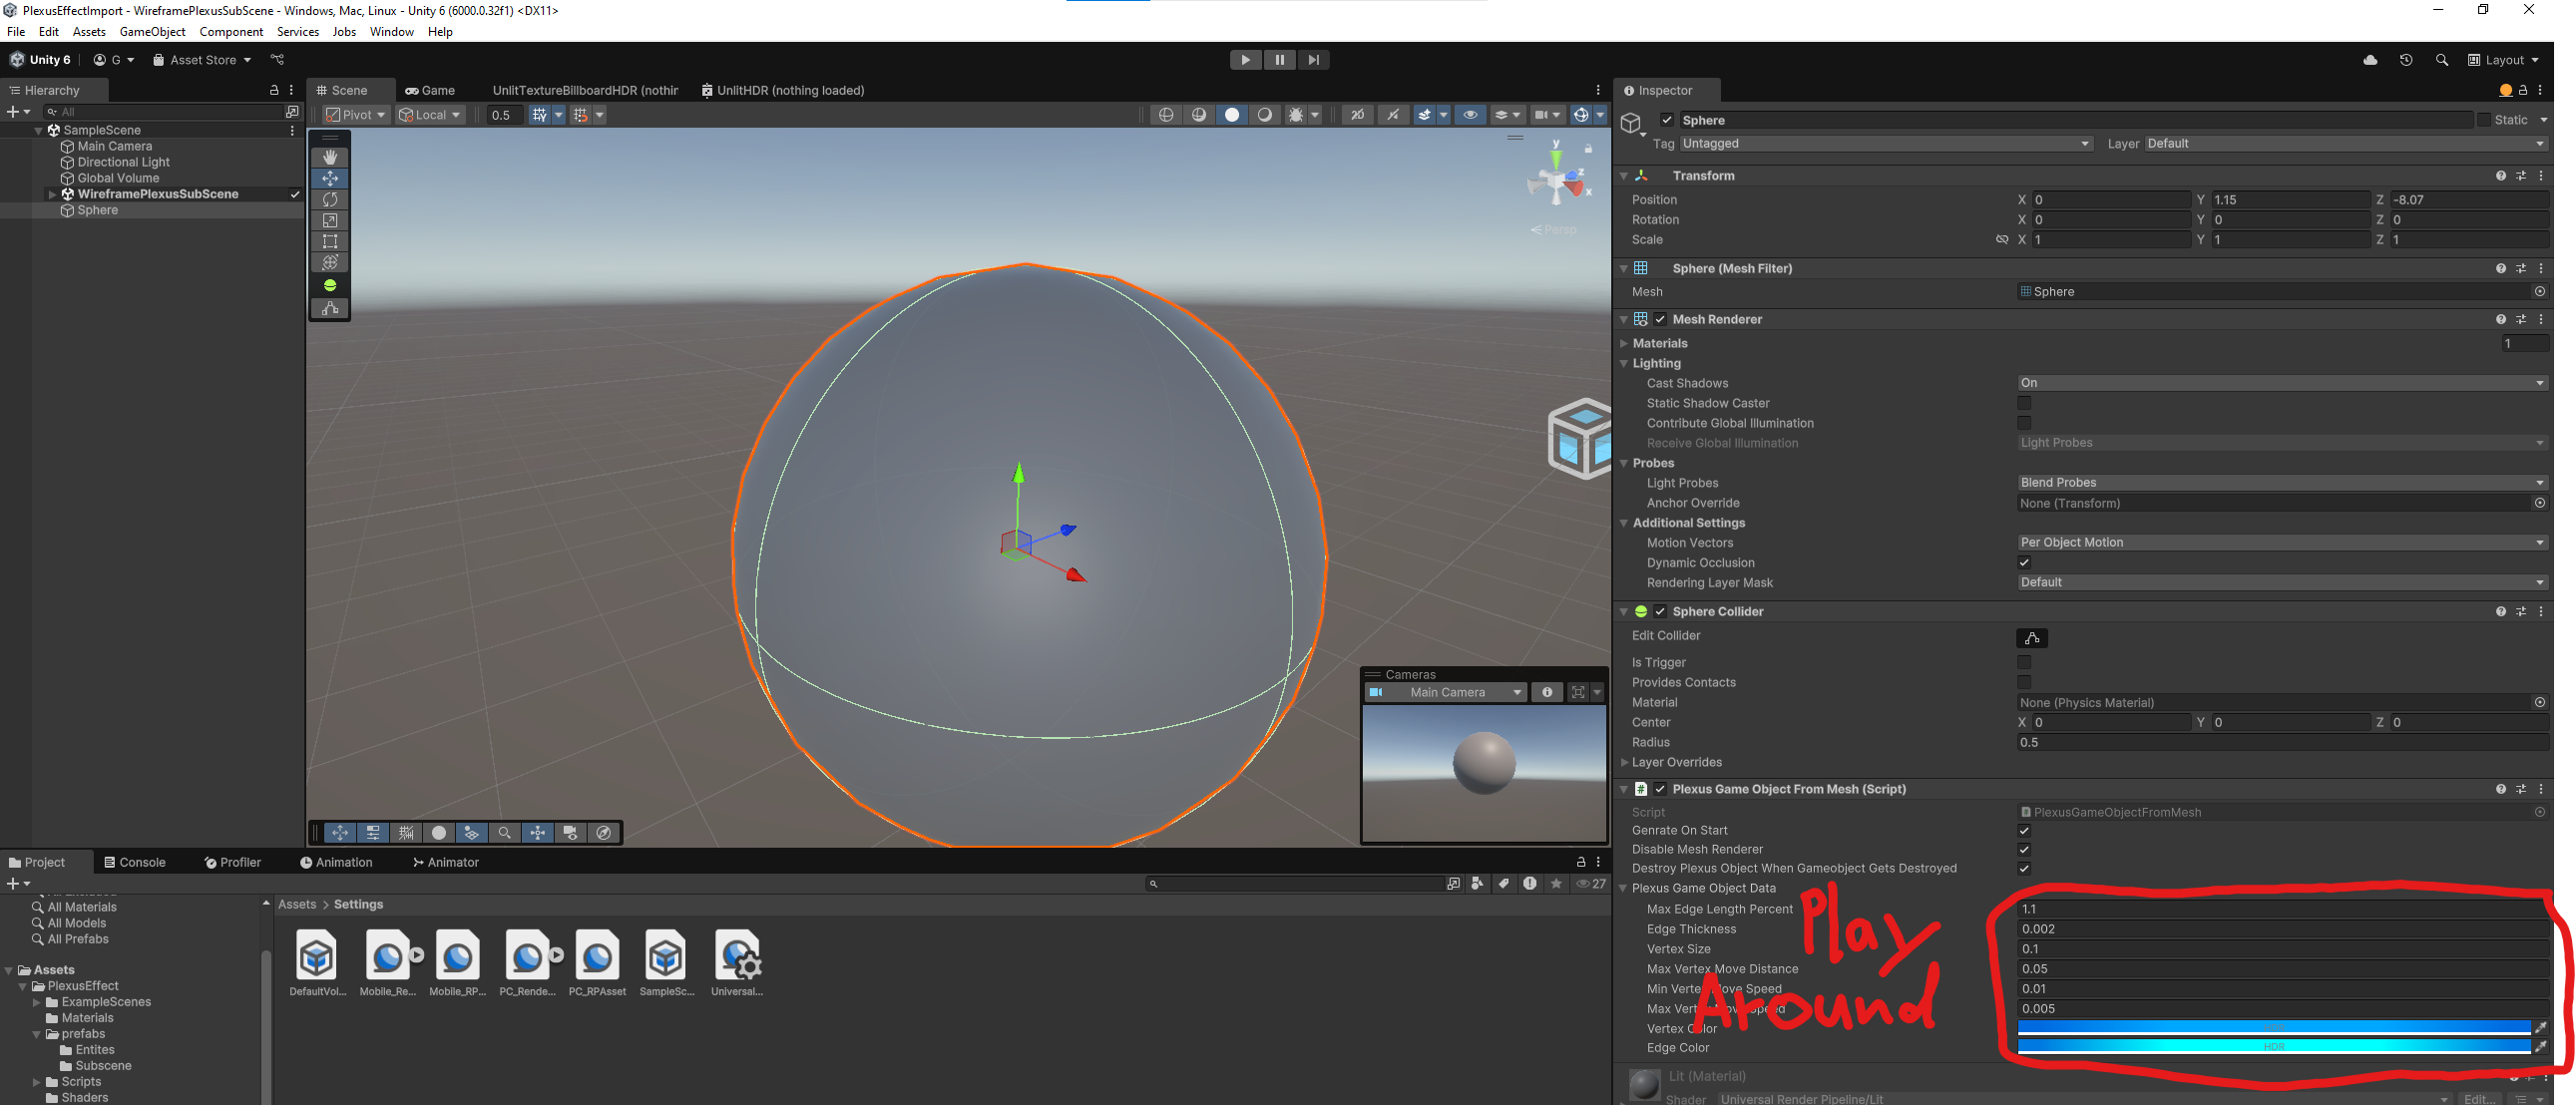 PlexusEffectImport - WireframePlexusSubScene - Windows, Mac, Linux - Unity 6 (6000.0.32f1) <DX11>
File Edit Assets GameObject Component Services Jobs Window Help
Unity 6 G Asset Store Layout
Hierarchy
All
SampleScene
Main Camera
Directional Light
Global Volume
WireframePlexusSubScene
Sphere
Scene Game UnlitTextureBillboardHDR (nothir UnlitHDR (nothing loaded)
Pivot Local 0.5 2D
y
z
x
Persp
Cameras
Main Camera
Inspector
Sphere Static
Tag Untagged Layer Default
Transform
Position X 0 Y 1.15 Z -8.07
Rotation X 0 Y 0 Z 0
Scale X 1 Y 1 Z 1
Sphere (Mesh Filter)
Mesh Sphere
Mesh Renderer
Materials 1
Lighting
Cast Shadows On
Static Shadow Caster
Contribute Global Illumination
Receive Global Illumination Light Probes
Probes
Light Probes Blend Probes
Anchor Override None (Transform)
Additional Settings
Motion Vectors Per Object Motion
Dynamic Occlusion
Rendering Layer Mask Default
Sphere Collider
Edit Collider
Is Trigger
Provides Contacts
Material None (Physics Material)
Center X 0 Y 0 Z 0
Radius 0.5
Layer Overrides
Plexus Game Object From Mesh (Script)
Script PlexusGameObjectFromMesh
Genrate On Start
Disable Mesh Renderer
Destroy Plexus Object When Gameobject Gets Destroyed
Plexus Game Object Data
Max Edge Length Percent 1.1
Edge Thickness 0.002
Vertex Size 0.1
Max Vertex Move Distance 0.05
Min Vertex Move Speed 0.01
Max Vertex Move Speed 0.005
Vertex Color
Edge Color HDR
Play
Around
Lit (Material)
Shader Universal Render Pipeline/Lit Edit...
Project Console Profiler Animation Animator
27
All Materials
All Models
All Prefabs
Assets
PlexusEffect
ExampleScenes
Materials
prefabs
Entites
Subscene
Scripts
Shaders
Assets > Settings
DefaultVol... Mobile_Re... Mobile_RP... PC_Rende... PC_RPAsset SampleSc... Universal...